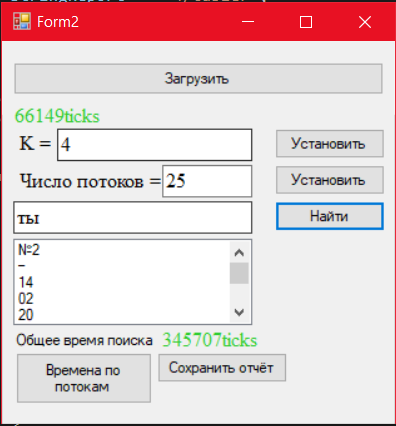 Form2
Загрузить
66149ticks
K = 4 Установить
Число потоков = 25 Установить
ты Найти
№2
–
14
02
20
Общее время поиска 345707ticks
Времена по потокам Сохранить отчёт